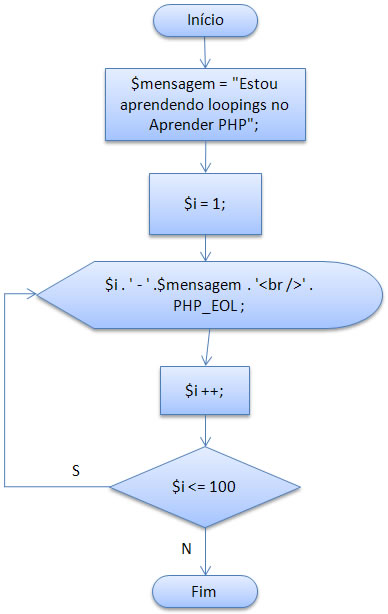 Início
$mensagem = "Estou
aprendendo loopings no
Aprender PHP";
$i = 1;
$i . ' - ' .$mensagem . '<br />' .
PHP_EOL ;
$i ++;
S
$i <= 100
N
Fim